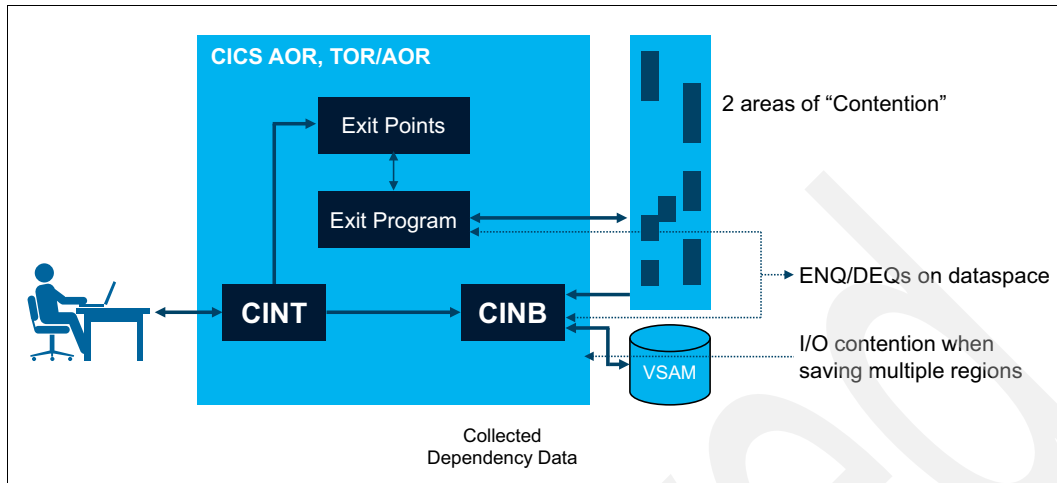 CICS AOR, TOR/AOR
Exit Points
Exit Program
CINT
CINB
VSAM
2 areas of “Contention”
ENQ/DEQs on dataspace
I/O contention when
saving multiple regions
Collected
Dependency Data